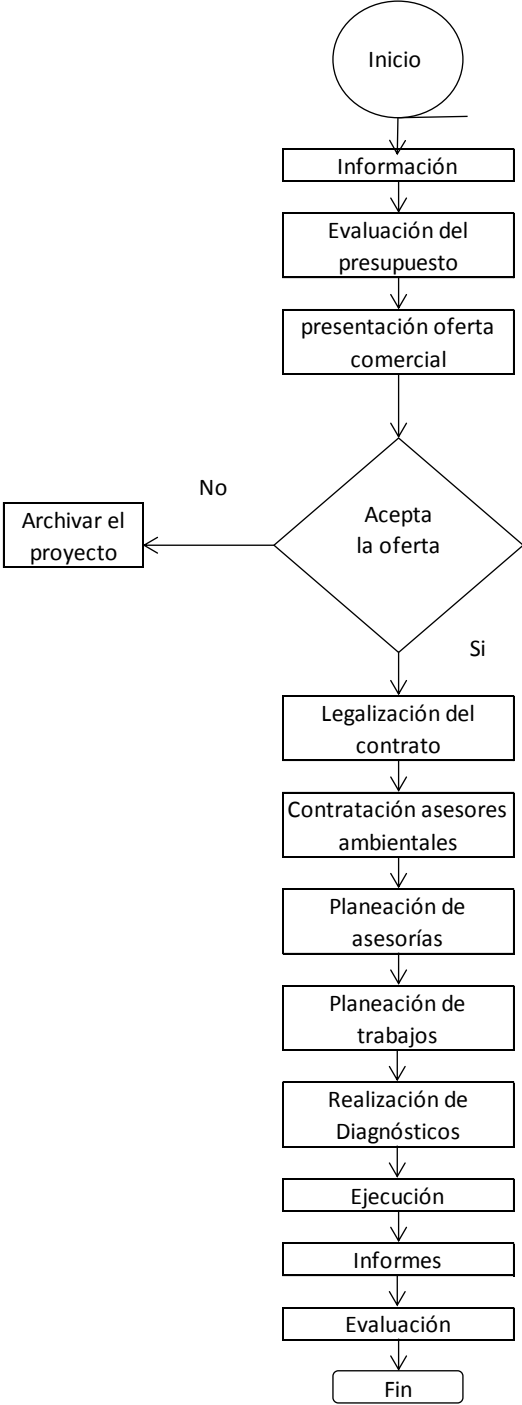 Inicio
Información
Evaluación del
presupuesto
presentación oferta
comercial
No
Acepta
la oferta
Archivar el
proyecto
Si
Legalización del
contrato
Contratación asesores
ambientales
Planeación de
asesorías
Planeación de
trabajos
Realización de
Diagnósticos
Ejecución
Informes
Evaluación
Fin